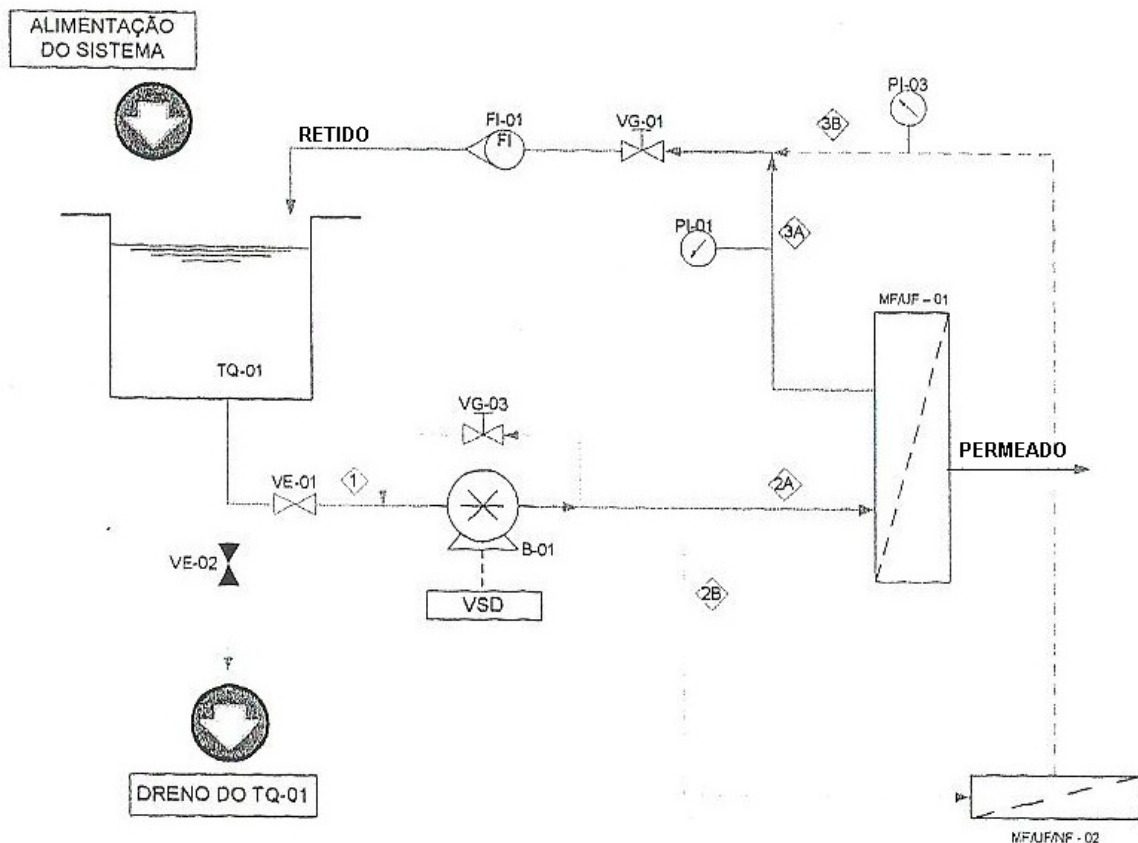 ALIMENTAÇÃO
DO SISTEMA
PI-03
FI-01
FI
VG-01
3B
RETIDO
PI-01
3A
MF/UF - 01
TQ-01
VG-03
PERMEADO
VE-01
1
2A
B-01
VE-02
VSD
2B
DRENO DO TQ-01
MF/UF/NF - 02